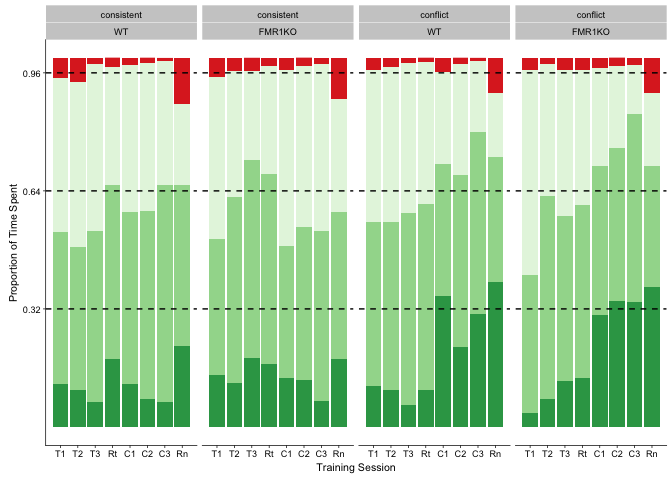 consistent consistent conflict conflict
WT FMR1KO WT FMR1KO
Proportion of Time Spent
0.96
0.64
0.32
T1 T2 T3 Rt C1 C2 C3 Rn T1 T2 T3 Rt C1 C2 C3 Rn T1 T2 T3 Rt C1 C2 C3 Rn T1 T2 T3 Rt C1 C2 C3 Rn
Training Session